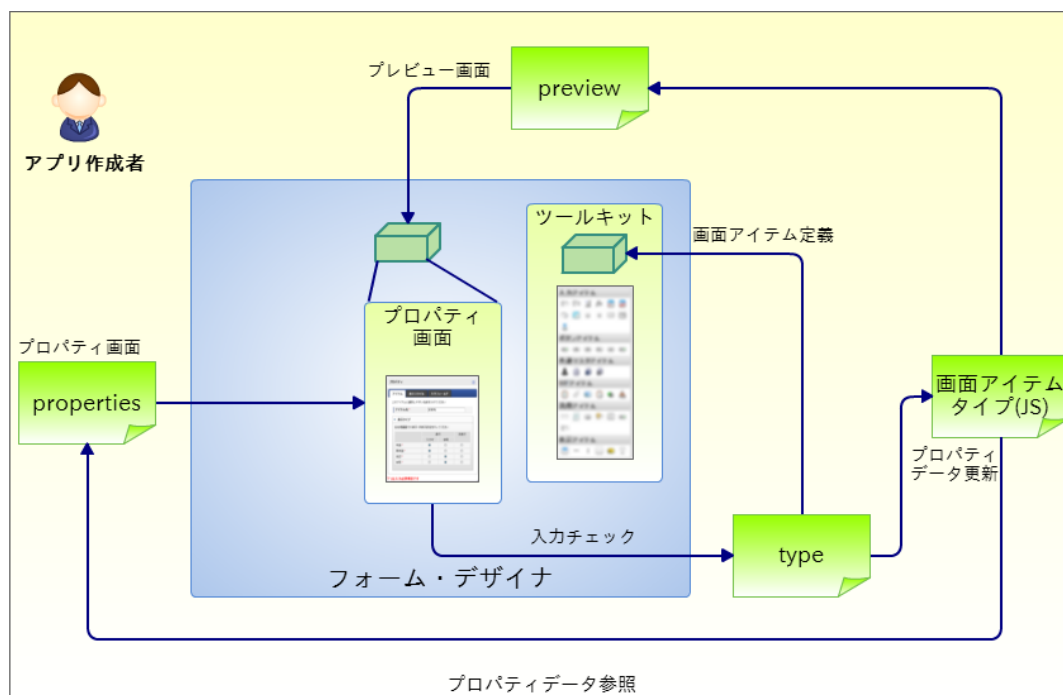 プレビュー画面
preview
アプリ作成者
ツールキット
画面アイテム定義
プロパティ
画面
プロパティ画面
properties
画面アイテム
タイプ(JS)
プロパティ
データ更新
入力チェック
type
フォーム・デザイナ
プロパティデータ参照